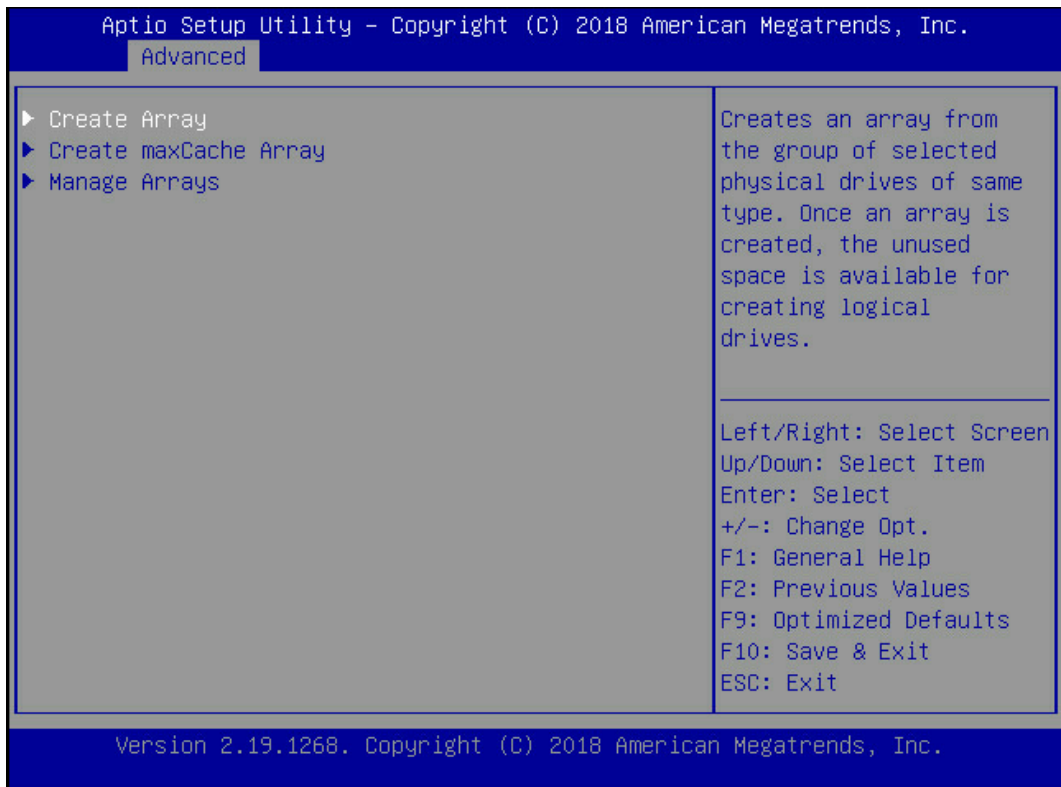 Aptio Setup Utility – Copyright (C) 2018 American Megatrends, Inc.
Advanced
Create Array
Create maxCache Array
Manage Arrays
Creates an array from
the group of selected
physical drives of same
type. Once an array is
created, the unused
space is available for
creating logical
drives.
Left/Right: Select Screen
Up/Down: Select Item
Enter: Select
+/-: Change Opt.
F1: General Help
F2: Previous Values
F9: Optimized Defaults
F10: Save & Exit
ESC: Exit
Version 2.19.1268. Copyright (C) 2018 American Megatrends, Inc.